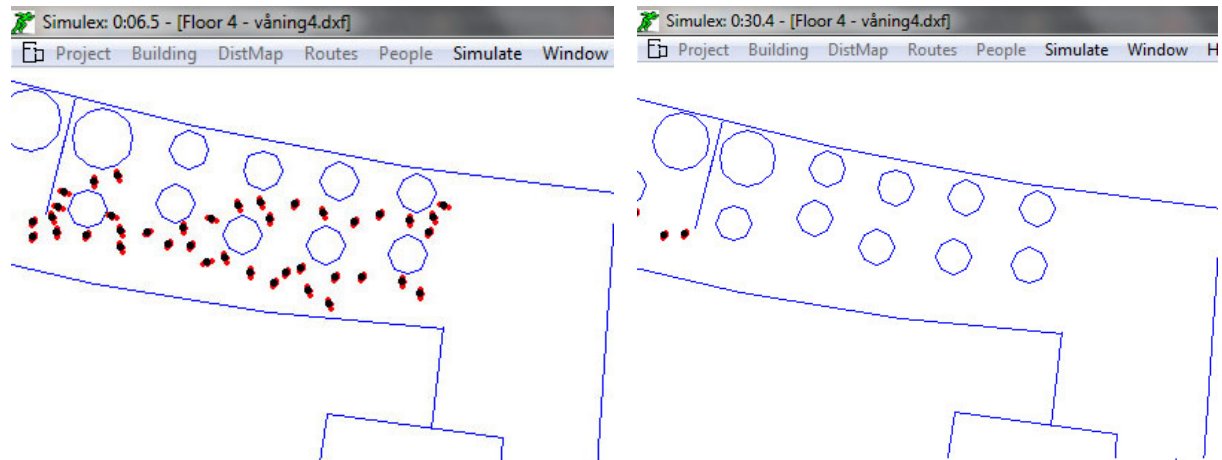 Simulex: 0:06.5 - [Floor 4 - våning4.dxf]
Project Building DistMap Routes People Simulate Window
Simulex: 0:30.4 - [Floor 4 - våning4.dxf]
Project Building DistMap Routes People Simulate Window H